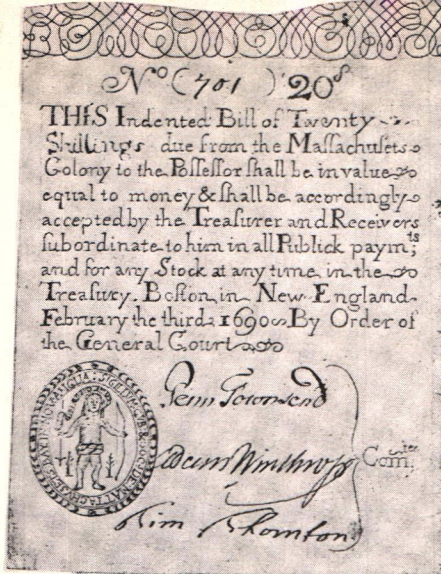 No (701) 20s
THIS Indented Bill of Twenty
Shillings due from the Massachusets
Colony to the Possessor shall be in value
equal to money & shall be accordingly
accepted by the Treasurer and Receivers
subordinate to him in all Publick paymts
and for any Stock at any time in the
Treasury. Boston in New England
February the third 1690. By Order of
the General Court
Penn Townsend
Adam Winthrop Comtee
Tim Thornton